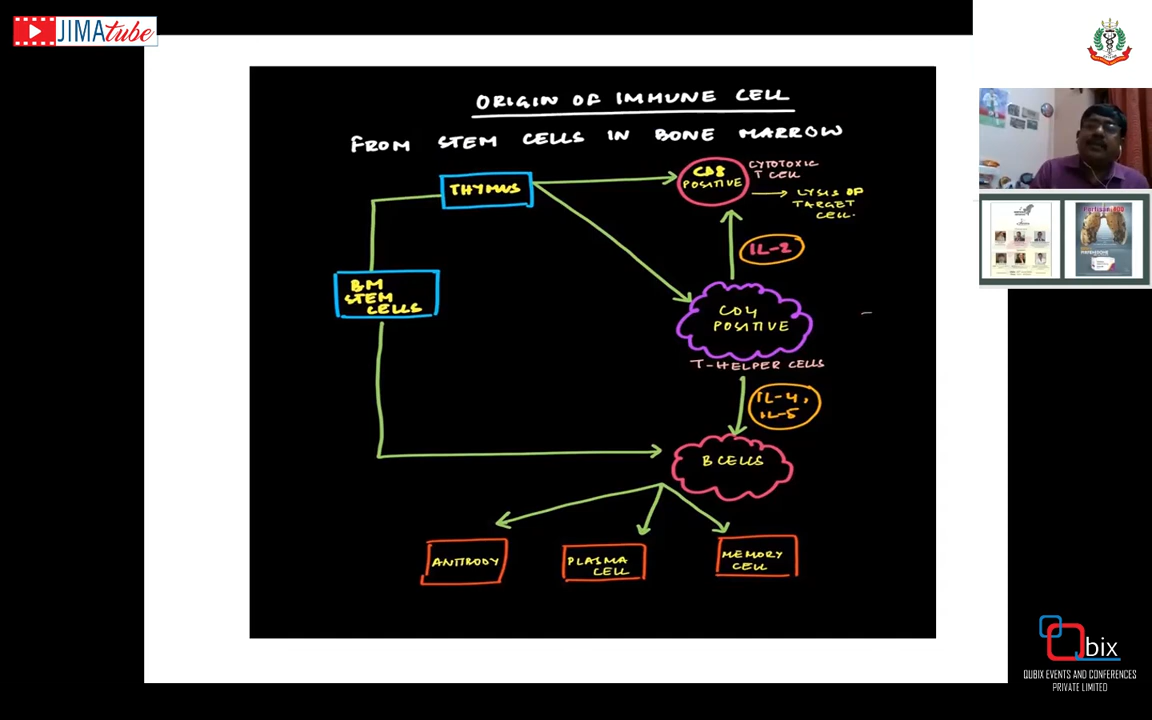 JIMAtube
ORIGIN OF IMMUNE CELL
FROM STEM CELLS IN BONE MARROW
THYMUS
CD8
POSITIVE
CYTOTOXIC
T CELL
LYSIS OF
TARGET
CELL.
IL-2
BM
STEM
CELLS
CD4
POSITIVE
T-HELPER CELLS
IL-4,
IL-5
B CELLS
ANTIBODY
PLASMA
CELL
MEMORY
CELL
Qbix
QUBIX EVENTS AND CONFERENCES
PRIVATE LIMITED